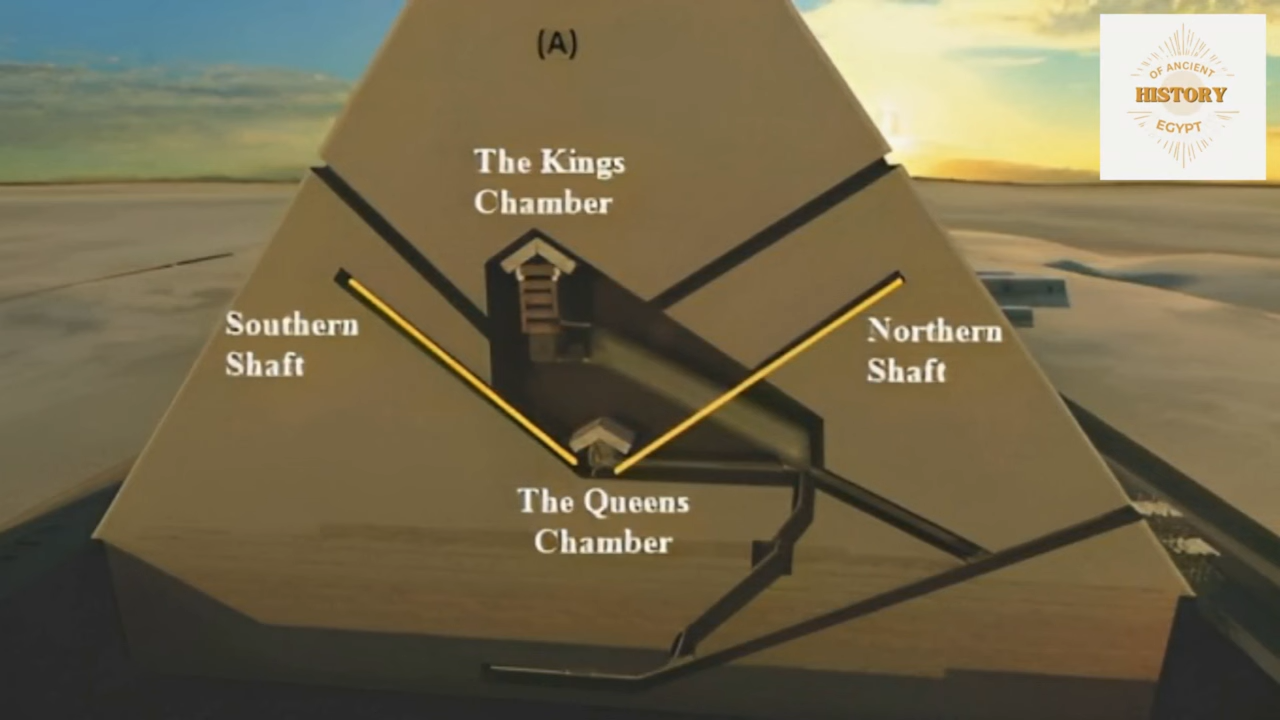 (A)
OF ANCIENT
HISTORY
EGYPT
The Kings
Chamber
Southern
Shaft
Northern
Shaft
The Queens
Chamber